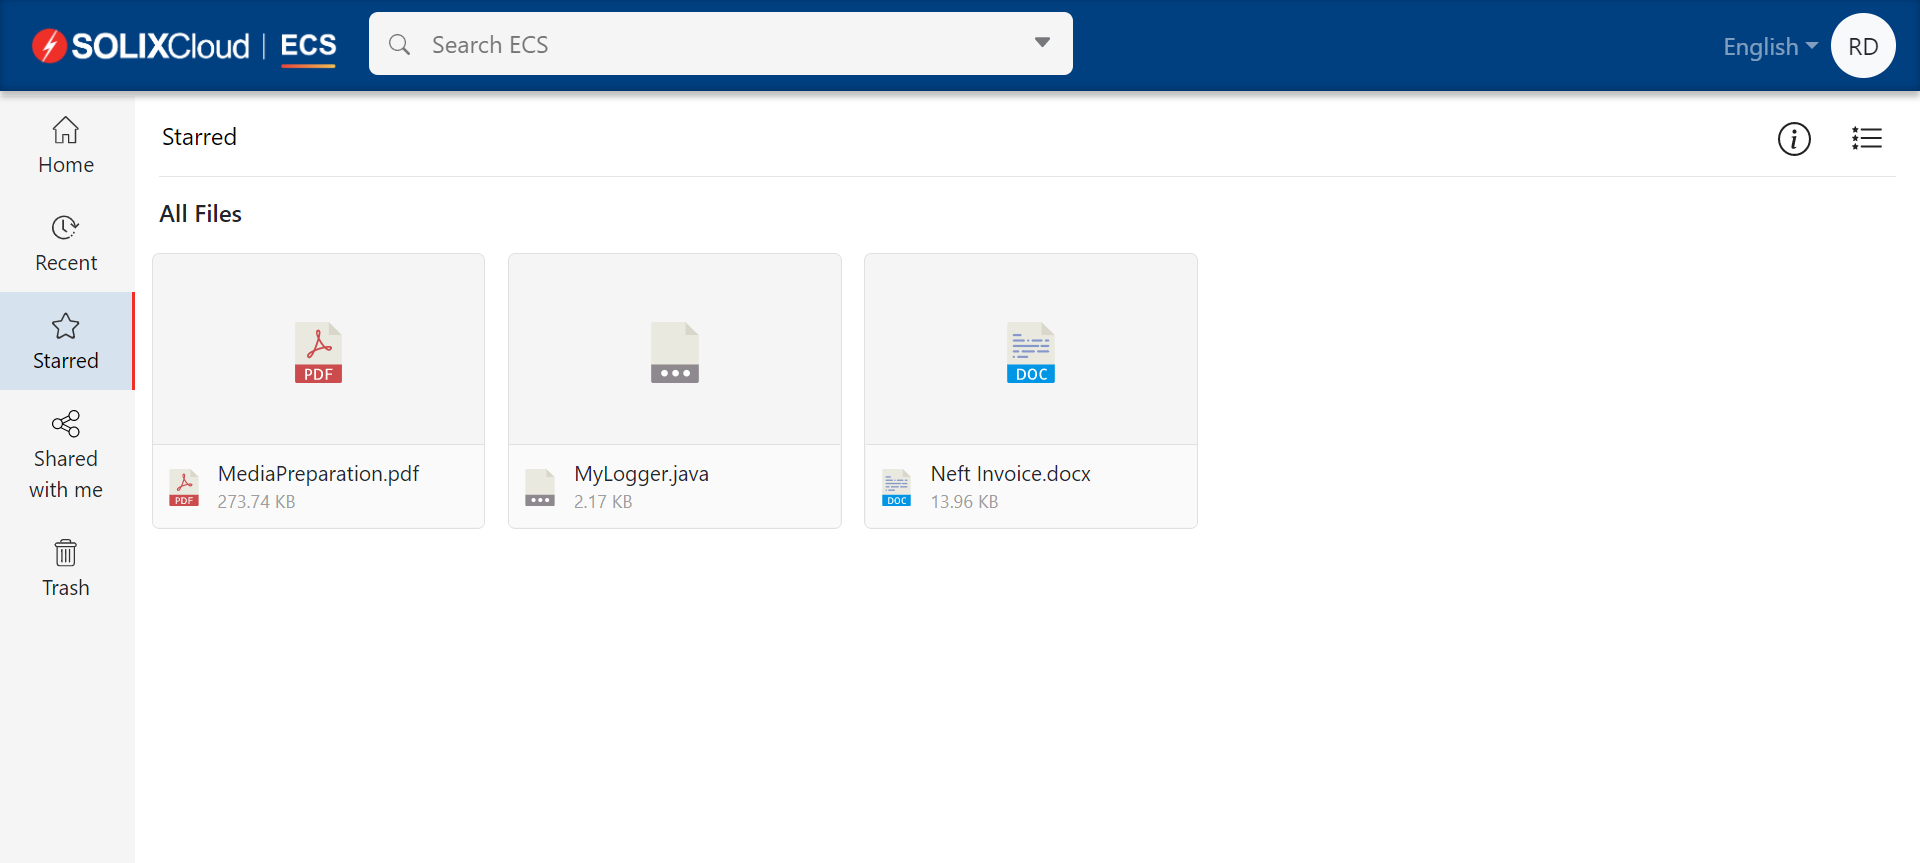 SOLIXCloud | ECS
Search ECS
English
RD
Home
Recent
Starred
Shared
with me
Trash
Starred
All Files
PDF
DOC
PDF
MediaPreparation.pdf
273.74 KB
MyLogger.java
2.17 KB
DOC
Neft Invoice.docx
13.96 KB